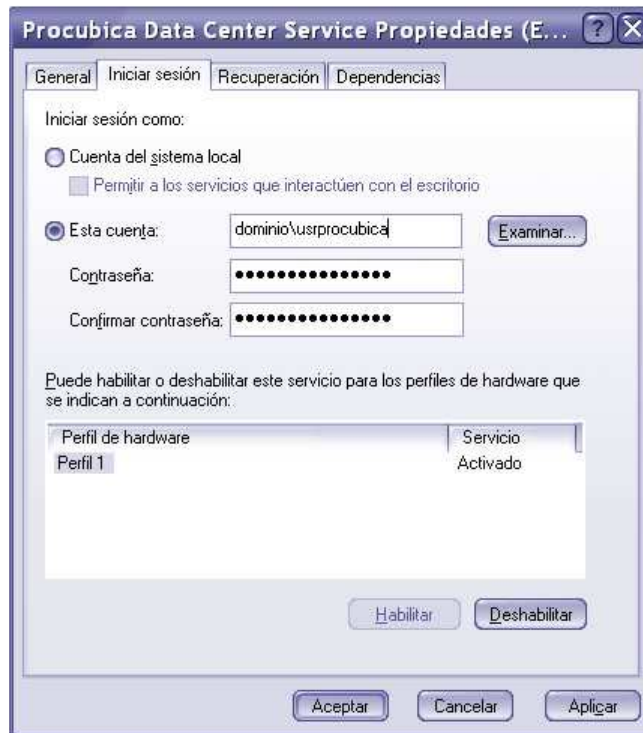 Procubica Data Center Service Propiedades (E...
General Iniciar sesión Recuperación Dependencias
Iniciar sesión como:
Cuenta del sistema local
Permitir a los servicios que interactúen con el escritorio
Esta cuenta: dominio\usrprocubica Examinar...
Contraseña: ●●●●●●●●●●●●●●●
Confirmar contraseña: ●●●●●●●●●●●●●●●
Puede habilitar o deshabilitar este servicio para los perfiles de hardware que
se indican a continuación:
Perfil de hardware Servicio
Perfil 1 Activado
Habilitar Deshabilitar
Aceptar Cancelar Aplicar